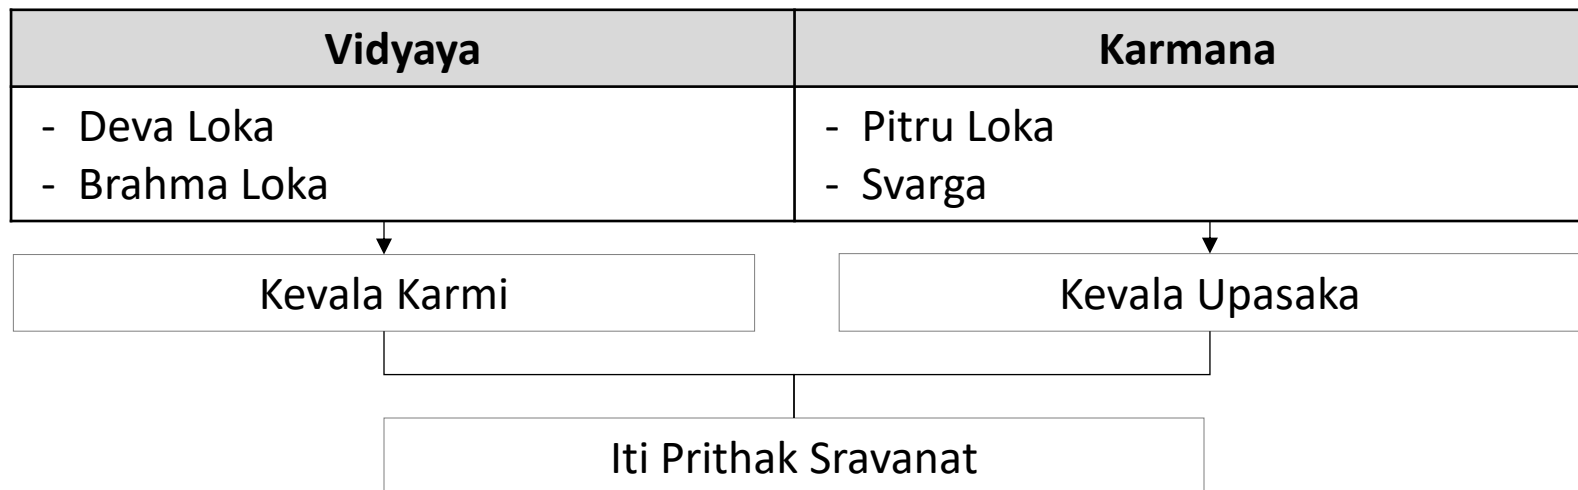 Vidyaya
Karmana
- Deva Loka
- Brahma Loka
- Pitru Loka
- Svarga
Kevala Karmi
Kevala Upasaka
Iti Prithak Sravanat